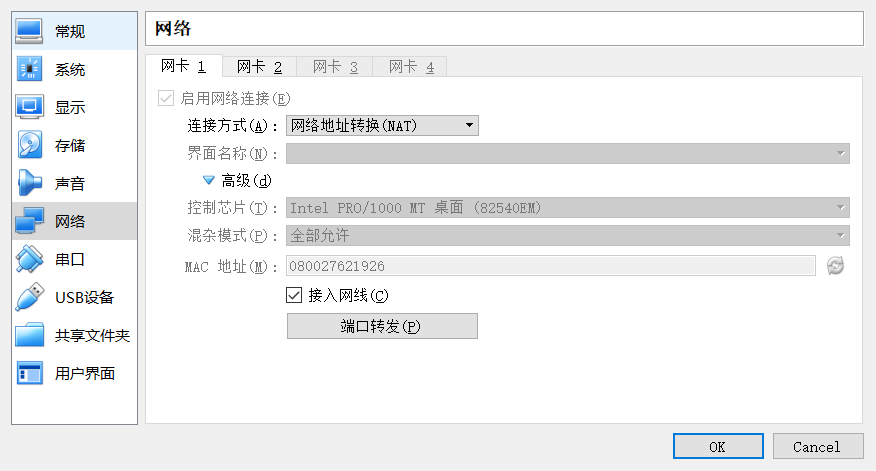 常规
系统
显示
存储
声音
网络
串口
USB设备
共享文件夹
用户界面
网络
网卡 1
网卡 2
网卡 3
网卡 4
启用网络连接(E)
连接方式(A): 网络地址转换(NAT)
界面名称(N):
高级(d)
控制芯片(T): Intel PRO/1000 MT 桌面 (82540EM)
混杂模式(P): 全部允许
MAC 地址(M): 080027621926
接入网线(C)
端口转发(P)
OK
Cancel